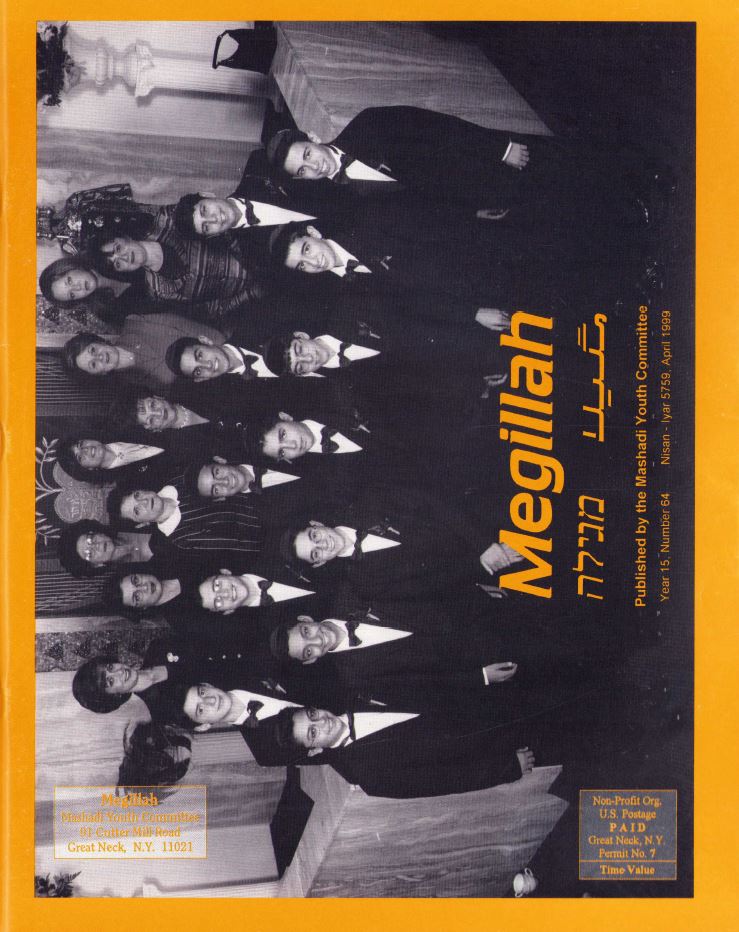 Megillah
מגילה مگیلا
Published by the Mashadi Youth Committee
Year 15, Number 64 Nisan - Iyar 5759, April 1999
Megillah
Mashadi Youth Committee
91 Cutter Mill Road
Great Neck, N.Y. 11021
Non-Profit Org.
U.S. Postage
PAID
Great Neck, N.Y.
Permit No. 7
Time Value